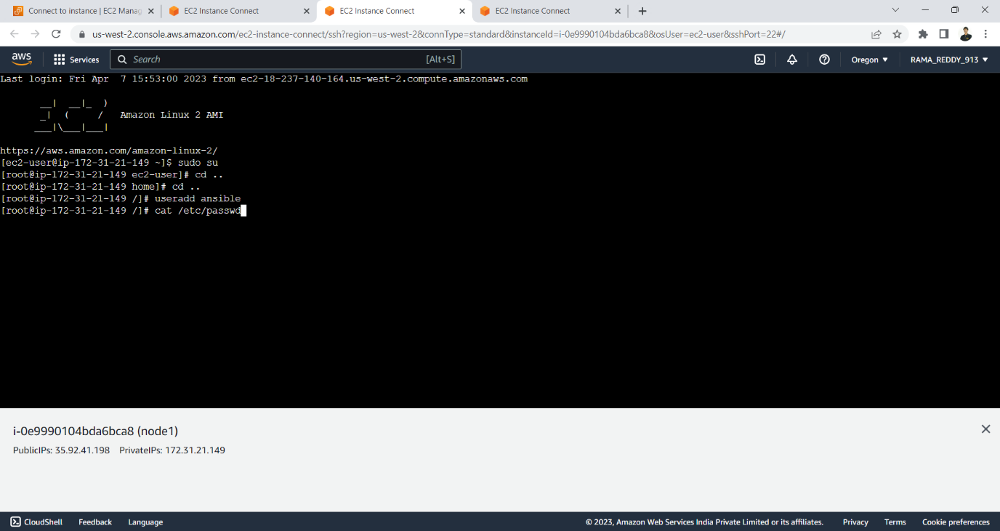 Connect to instance | EC2 Manag
EC2 Instance Connect
EC2 Instance Connect
EC2 Instance Connect
us-west-2.console.aws.amazon.com/ec2-instance-connect/ssh?region=us-west-2&connType=standard&instanceId=i-0e9990104bda6bca8&osUser=ec2-user&sshPort=22#/
aws Services Search [Alt+S] Oregon RAMA_REDDY_913
Last login: Fri Apr  7 15:53:00 2023 from ec2-18-237-140-164.us-west-2.compute.amazonaws.com
       __|  __|_  )
       _|  (     /   Amazon Linux 2 AMI
      ___|\___|___|
https://aws.amazon.com/amazon-linux-2/
[ec2-user@ip-172-31-21-149 ~]$ sudo su
[root@ip-172-31-21-149 ec2-user]# cd ..
[root@ip-172-31-21-149 home]# cd ..
[root@ip-172-31-21-149 /]# useradd ansible
[root@ip-172-31-21-149 /]# cat /etc/passwd
i-0e9990104bda6bca8 (node1)
PublicIPs: 35.92.41.198 PrivateIPs: 172.31.21.149
CloudShell Feedback Language © 2023, Amazon Web Services India Private Limited or its affiliates. Privacy Terms Cookie preferences